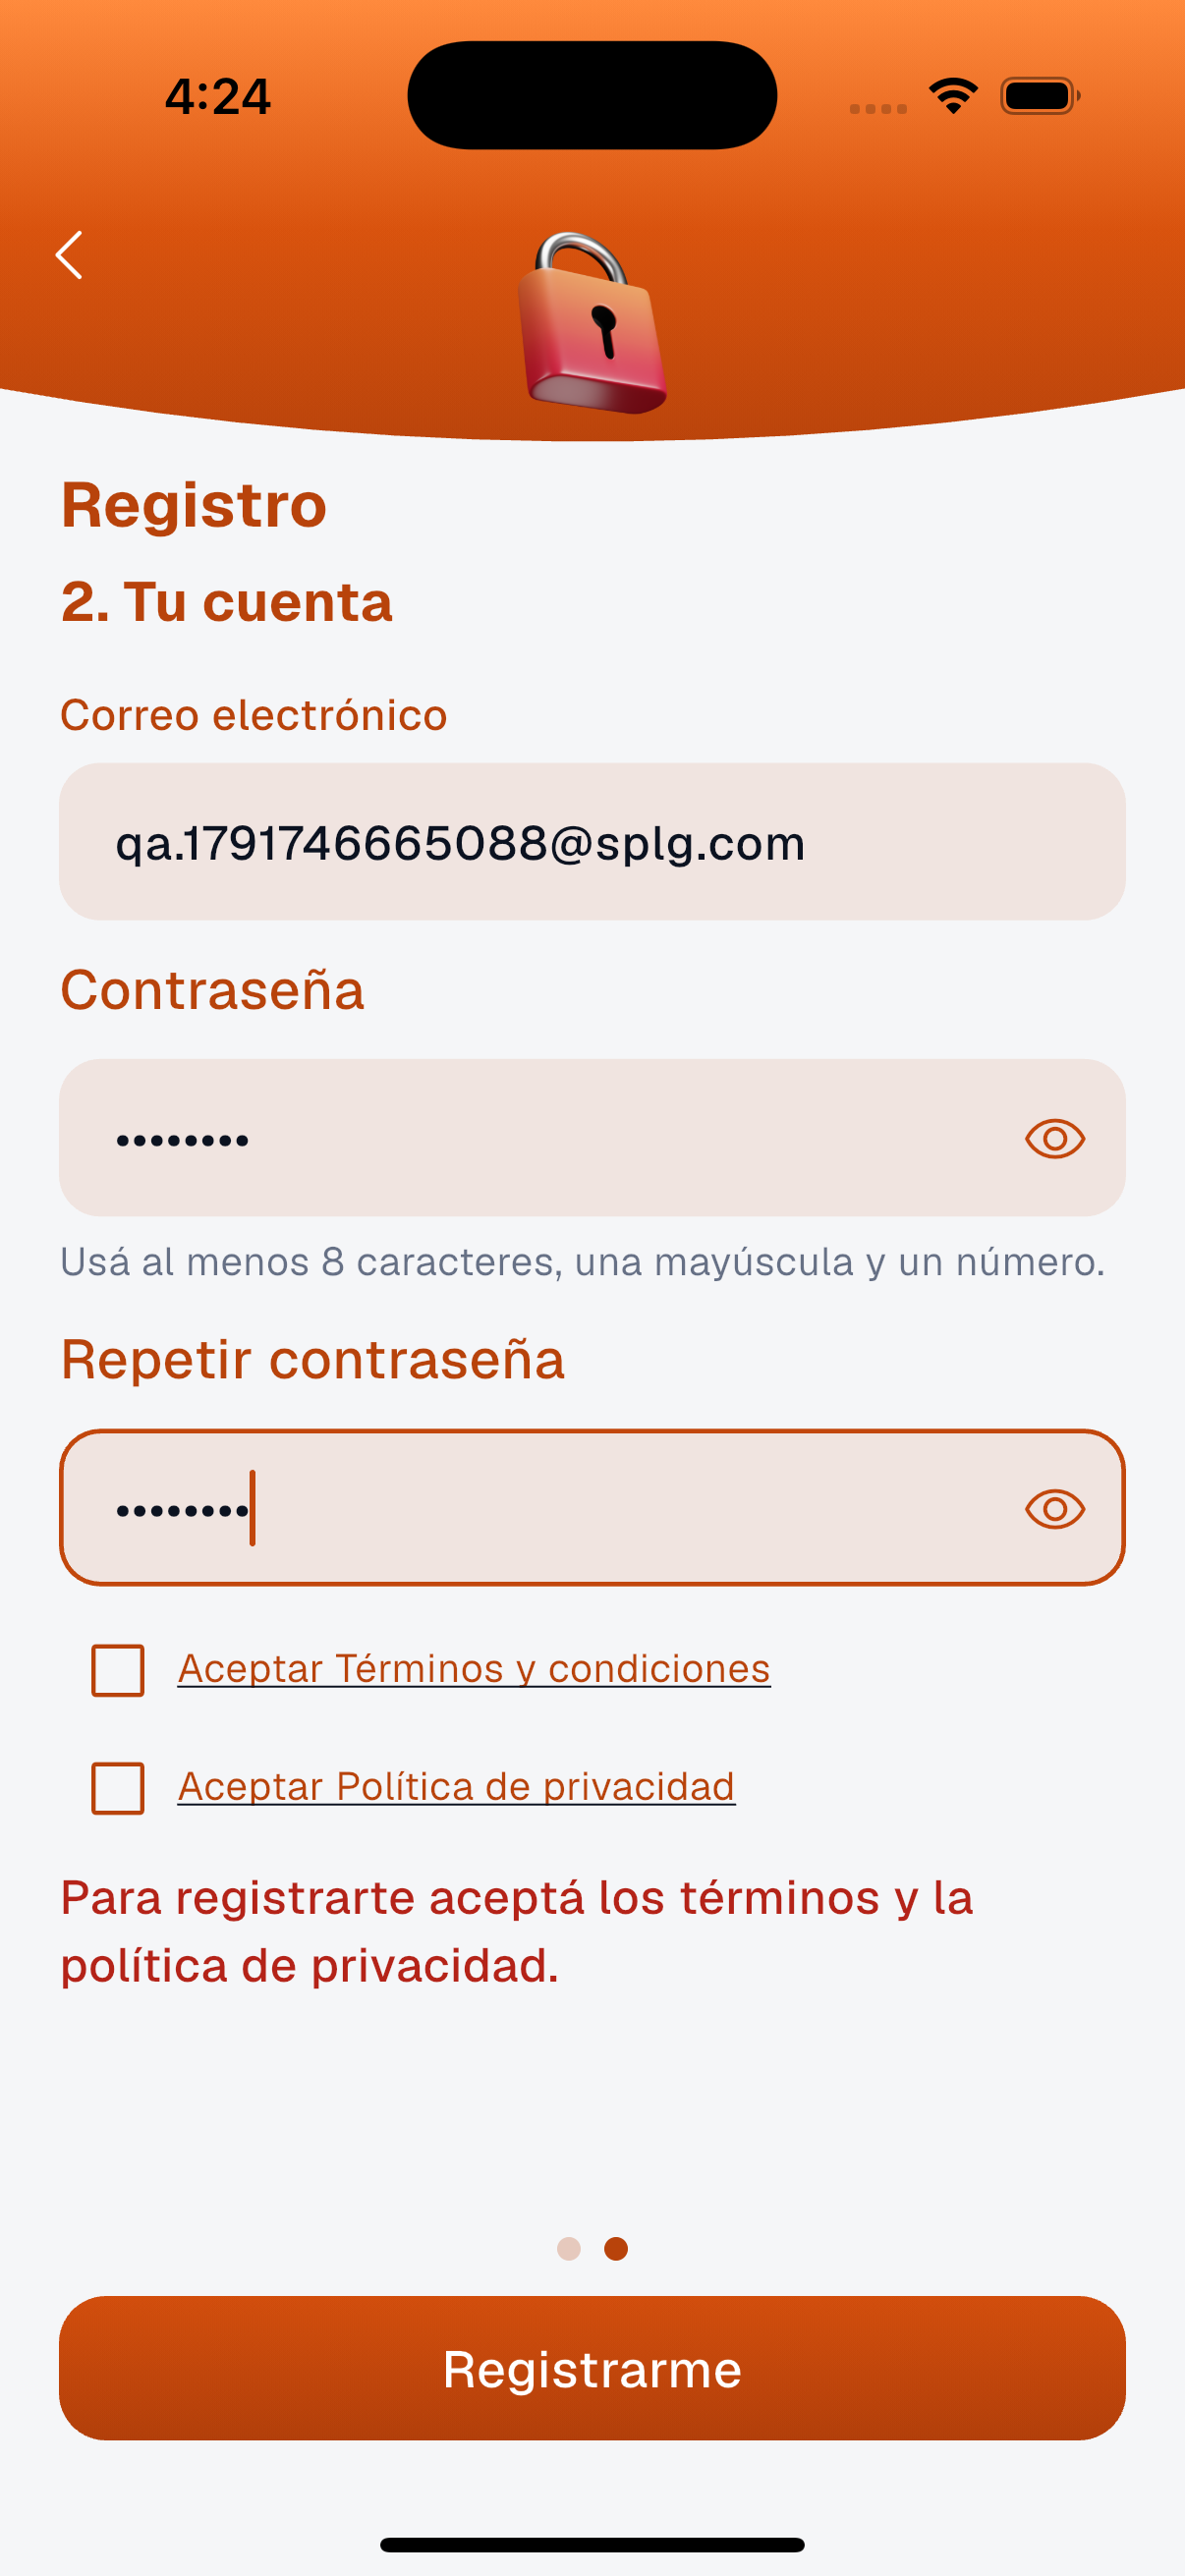 4:24
Registro
2. Tu cuenta
Correo electrónico
qa.1791746665088@splg.com
Contraseña
••••••••
Usá al menos 8 caracteres, una mayúscula y un número.
Repetir contraseña
••••••••
Aceptar Términos y condiciones
Aceptar Política de privacidad
Para registrarte aceptá los términos y la
política de privacidad.
Registrarme